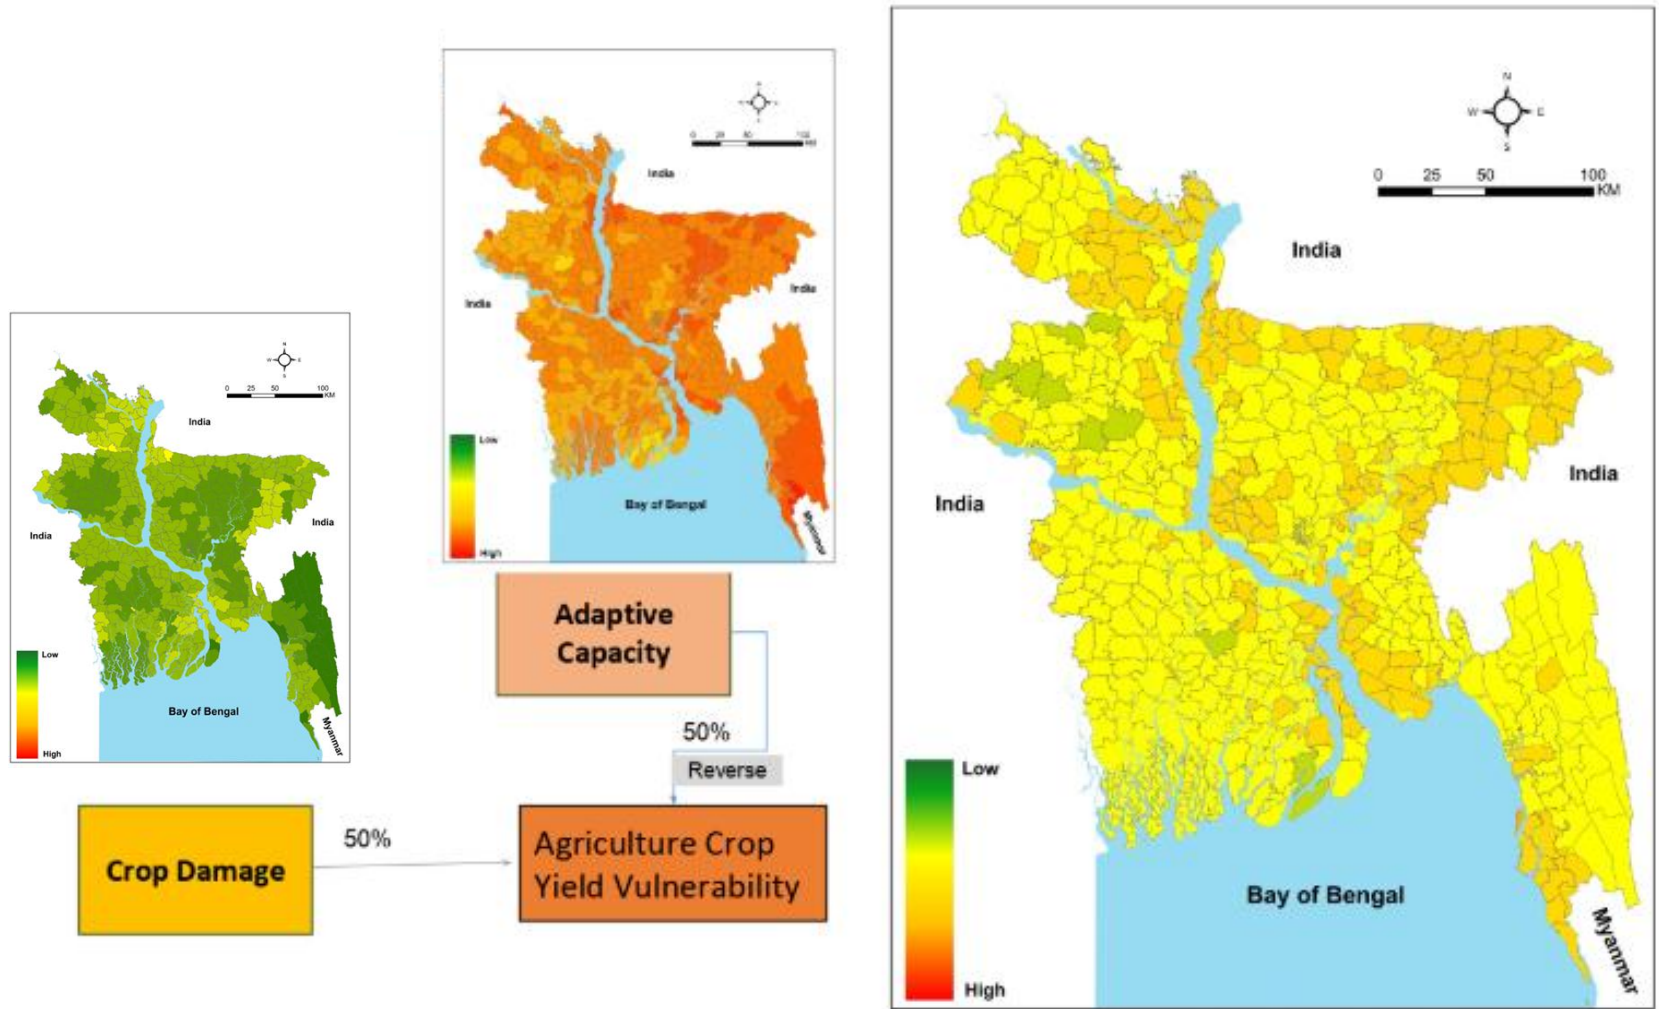 N
W E
S
0 25 50 100
KM
India
India
India
Low
High
Bay of Bengal
Myanmar
India
India
India
Low
High
Bay of Bengal
Myanmar
Adaptive
Capacity
50%
Reverse
Crop Damage
50%
Agriculture Crop
Yield Vulnerability
N
W E
S
0 25 50 100
KM
India
India
India
Low
High
Bay of Bengal
Myanmar